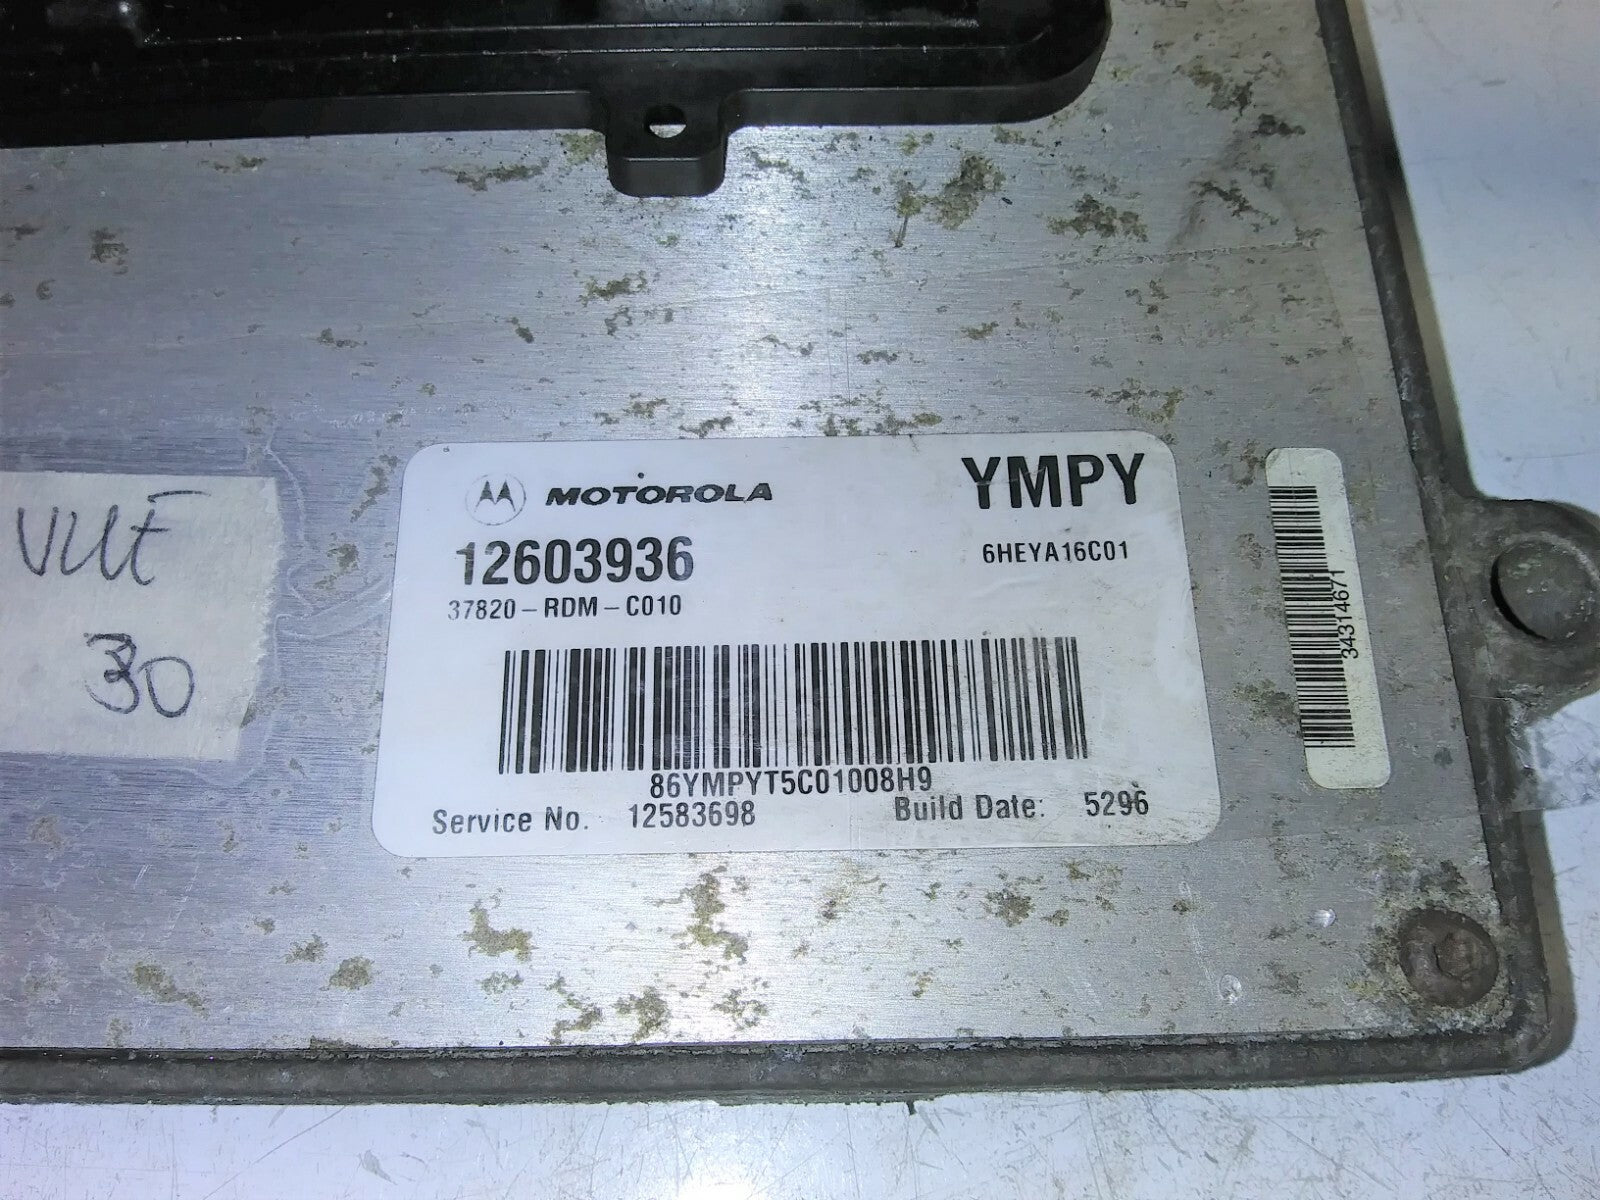 MOTOROLA
YMPY
12603936
6HEYA16C01
37820-RDM-C010
86YMPYT5C01008H9
Service No. 12583698
Build Date: 5296
34314671
VUE
30